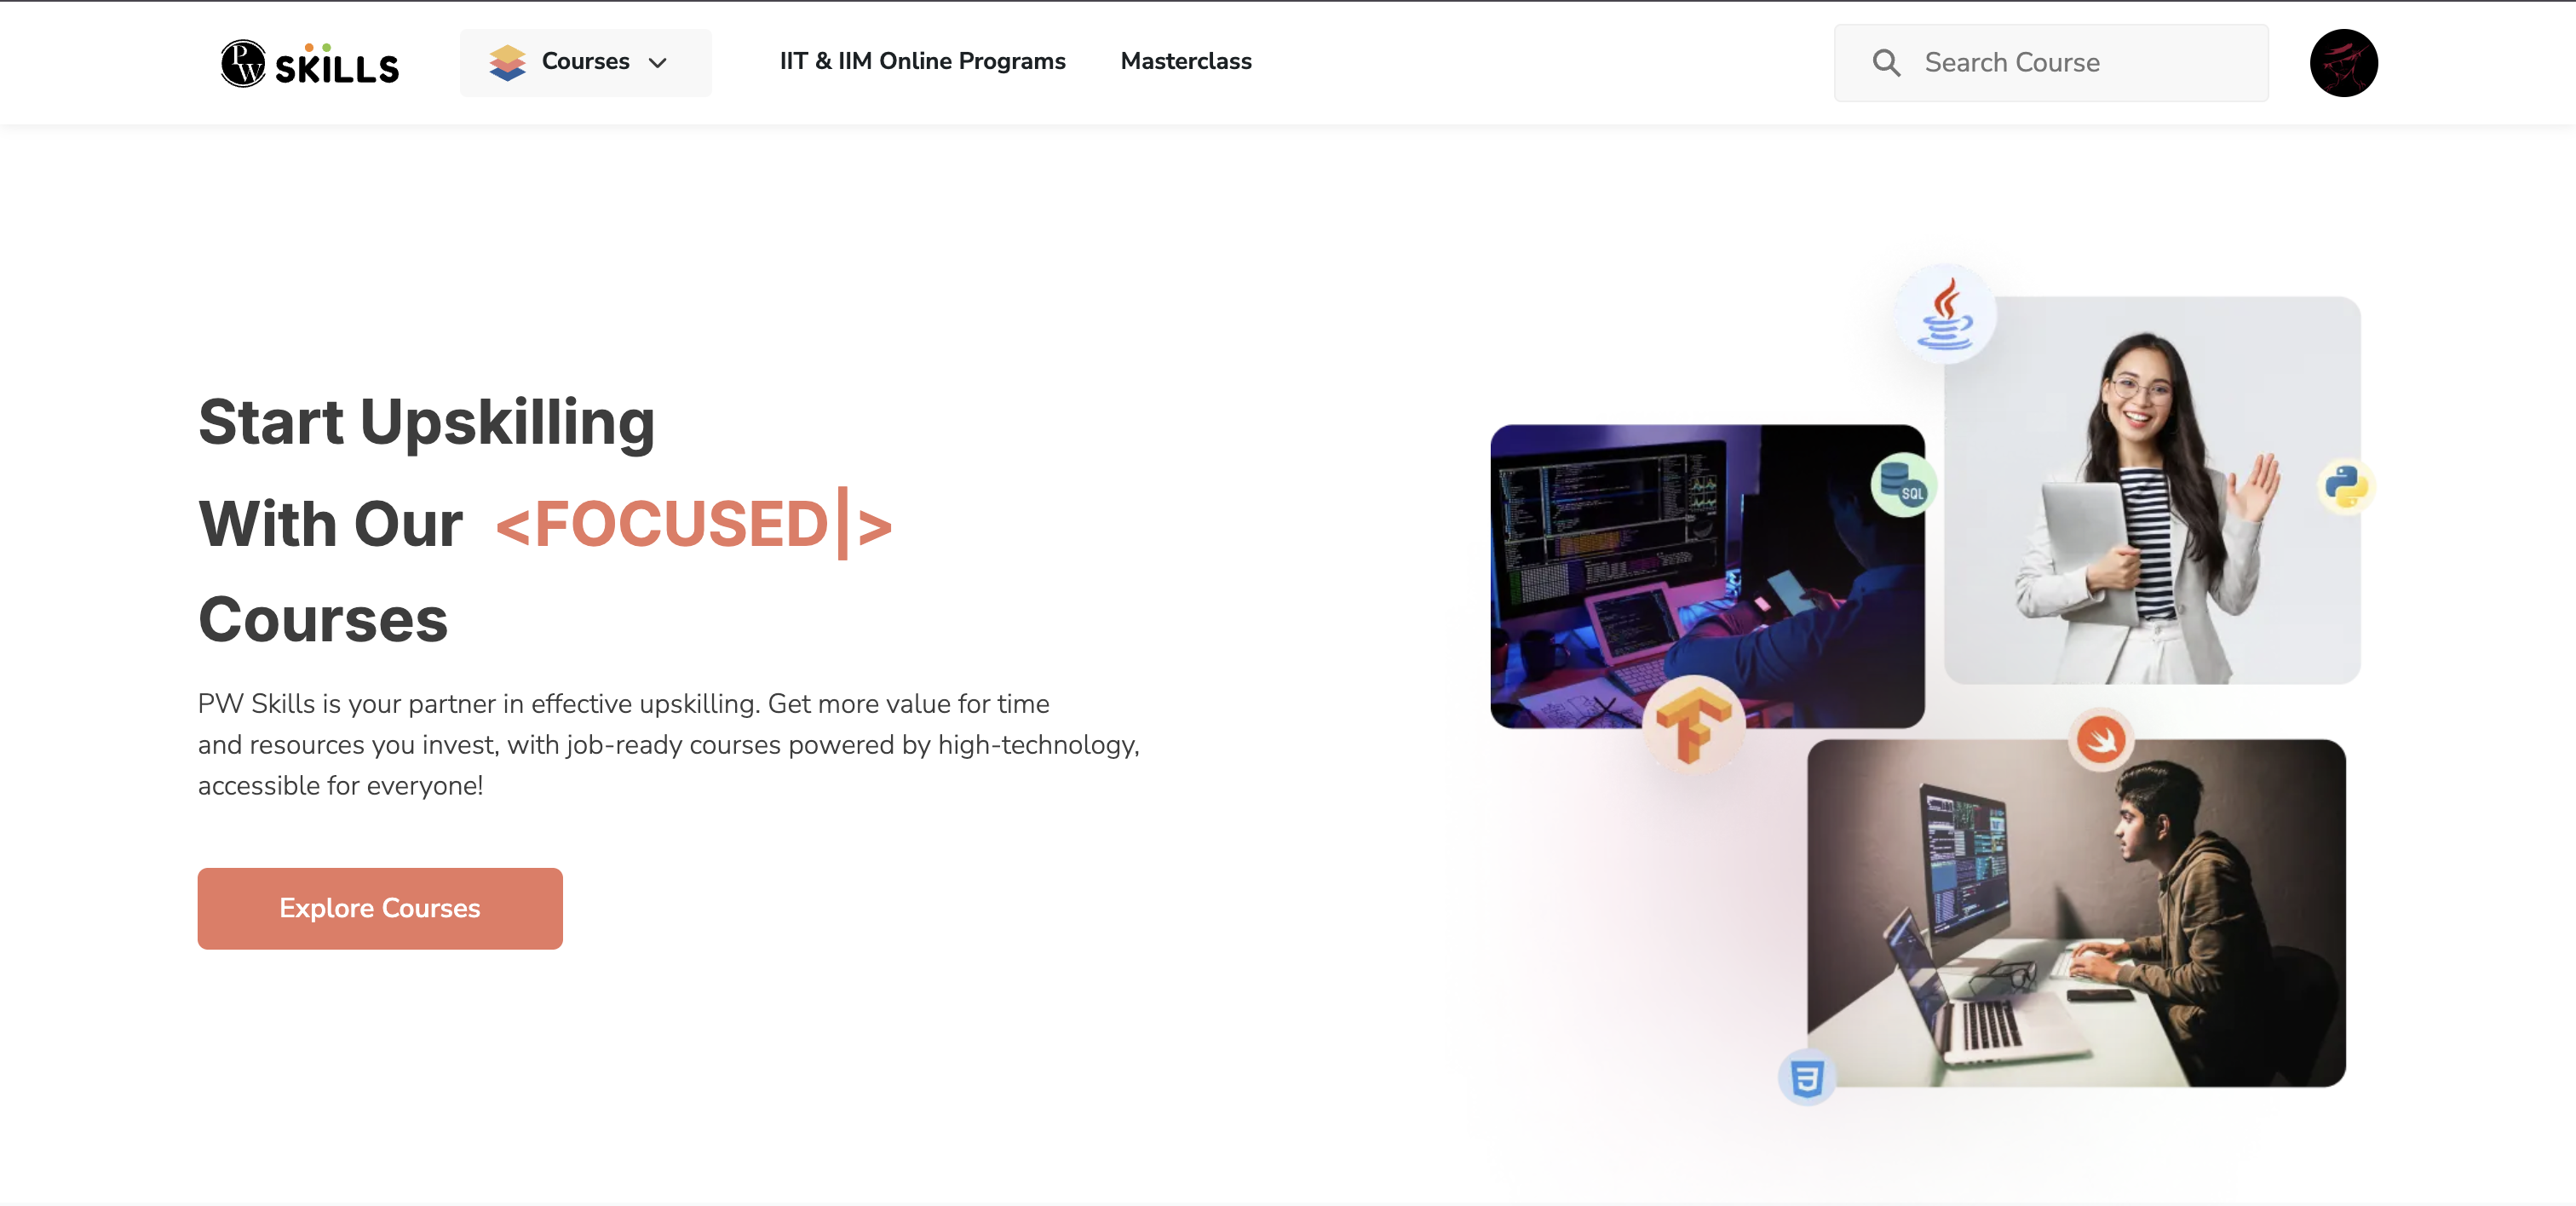 PW SKILLS
Courses
IIT & IIM Online Programs
Masterclass
Search Course
Start Upskilling
With Our <FOCUSED|>
Courses
PW Skills is your partner in effective upskilling. Get more value for time
and resources you invest, with job-ready courses powered by high-technology,
accessible for everyone!
Explore Courses
SQL